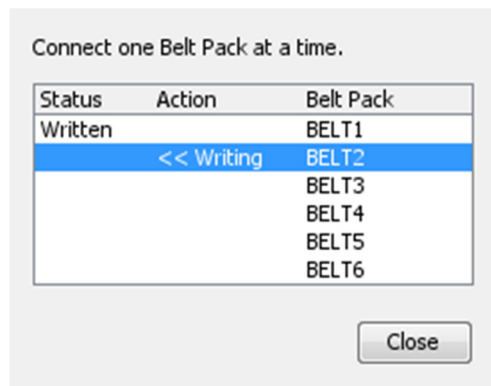 Connect one Belt Pack at a time.
Status Action Belt Pack
Written BELT1
<< Writing BELT2
BELT3
BELT4
BELT5
BELT6
Close